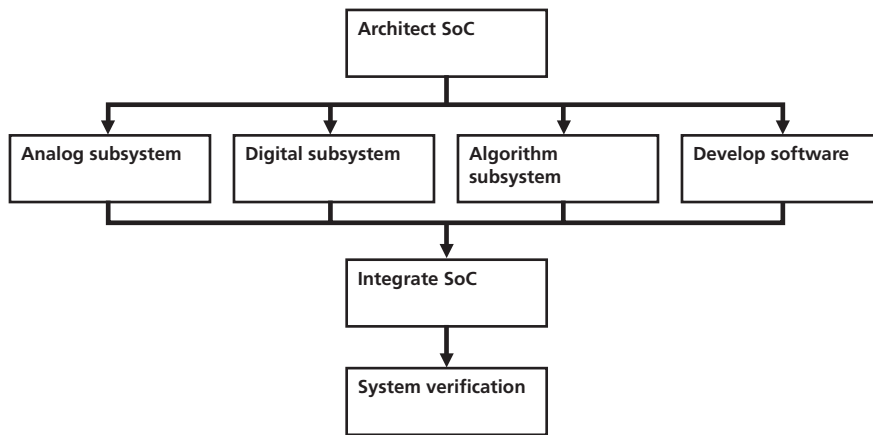 Architect SoC
Analog subsystem
Digital subsystem
Algorithm
subsystem
Develop software
Integrate SoC
System verification